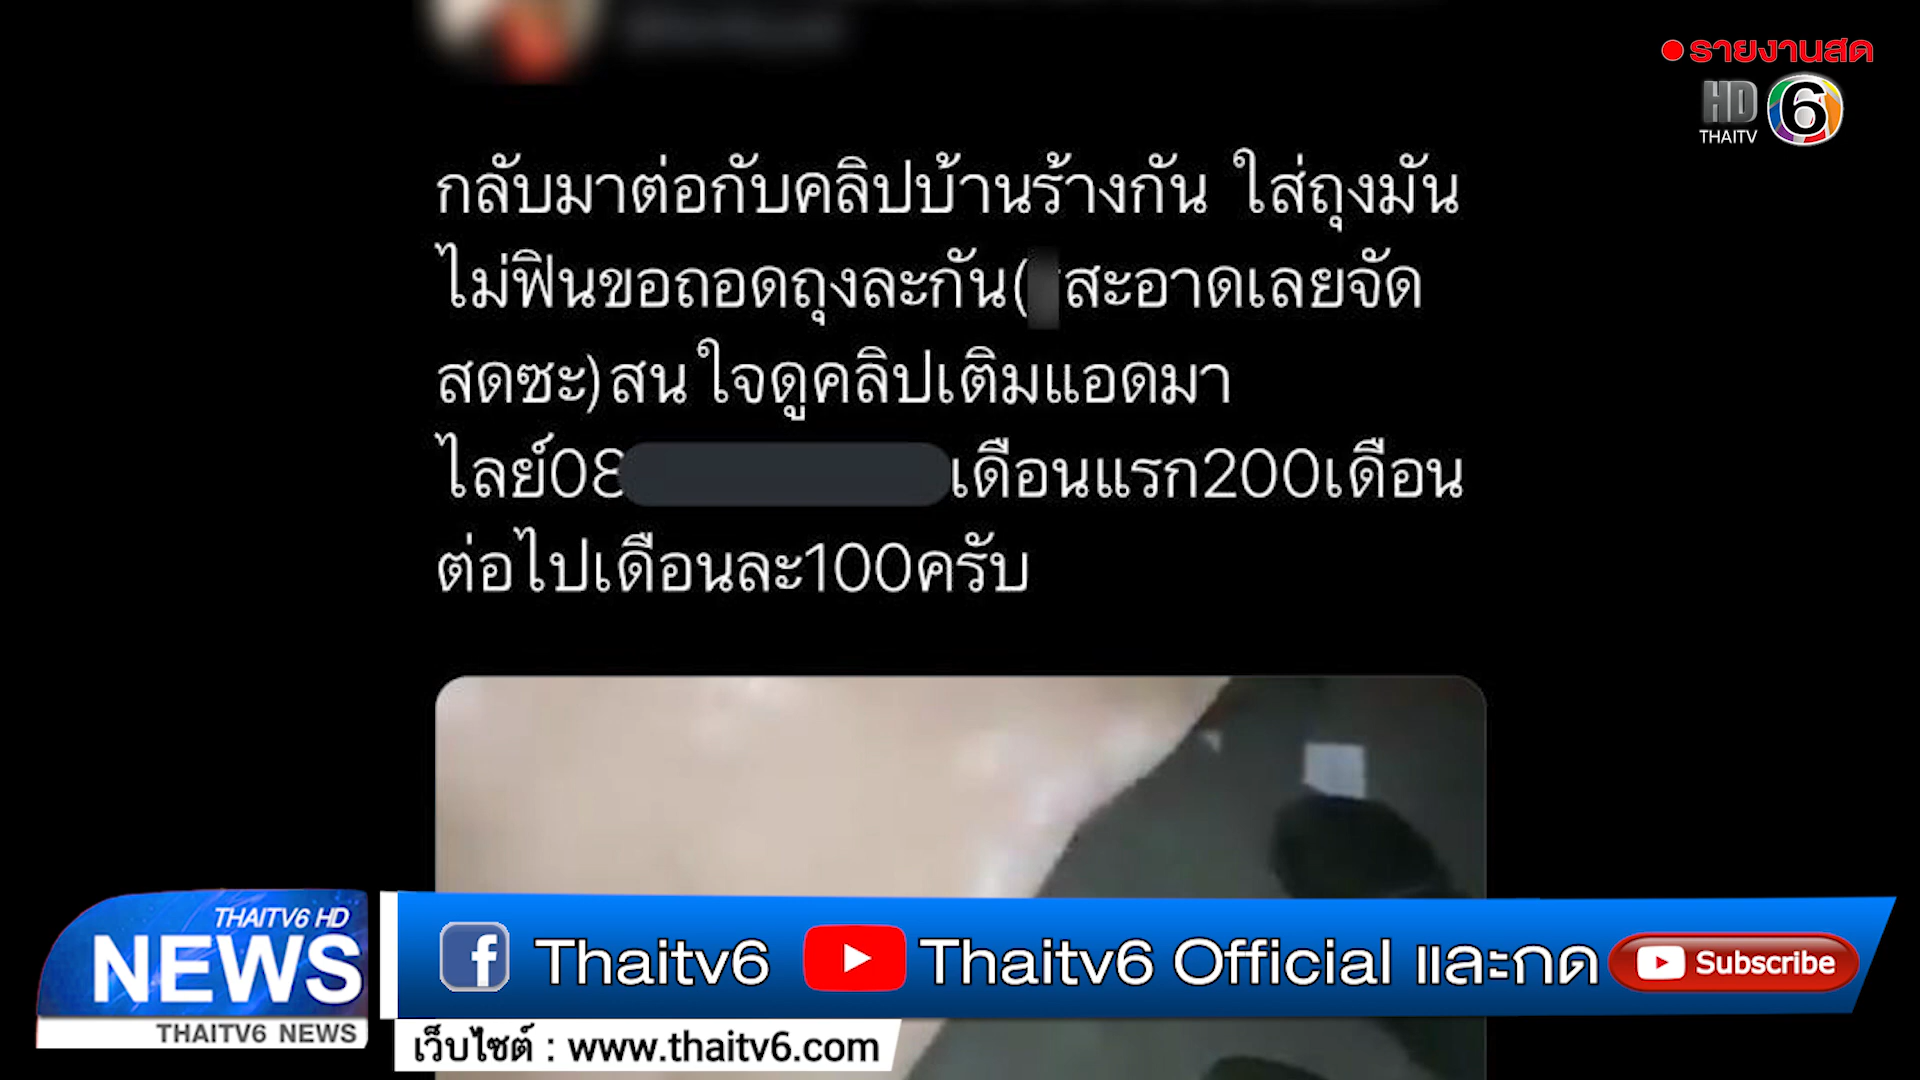 รายงานสด
HD
THAITV 6
กลับมาต่อกับคลิปบ้านร้างกัน ใส่ถุงมัน
ไม่ฟินขอถอดถุงละกัน( สะอาดเลยจัด
สดซะ)สนใจดูคลิปเติมแอดมา
ไลย์08 เดือนแรก200เดือน
ต่อไปเดือนละ100ครับ
THAITV6 HD
NEWS
THAITV6 NEWS
f Thaitv6 Thaitv6 Official และกด Subscribe
เว็บไซต์ : www.thaitv6.com